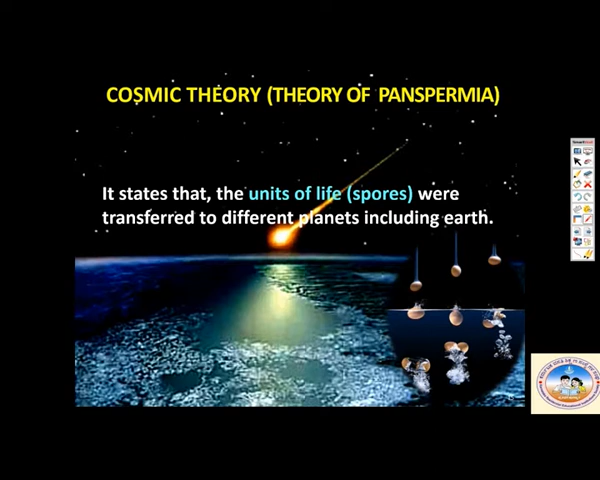 COSMIC THEORY (THEORY OF PANSPERMIA)
It states that, the units of life (spores) were
transferred to different planets including earth.